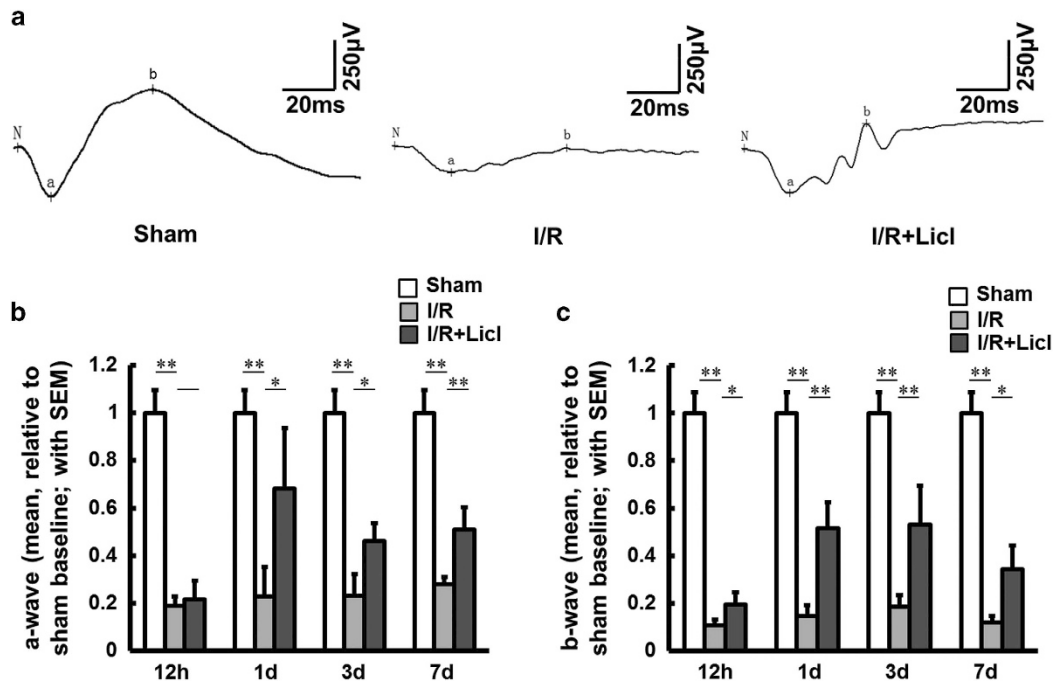 a
N
a
b
20ms
250μV
Sham
N
a
b
20ms
250μV
I/R
N
a
b
20ms
250μV
I/R+Licl
b
Sham
I/R
I/R+Licl
a-wave (mean, relative to
sham baseline; with SEM)
1.2
1
0.8
0.6
0.4
0.2
0
** ** * ** * ** **
12h 1d 3d 7d
c
Sham
I/R
I/R+Licl
b-wave (mean, relative to
sham baseline; with SEM)
1.2
1
0.8
0.6
0.4
0.2
0
** * ** ** ** ** ** *
12h 1d 3d 7d